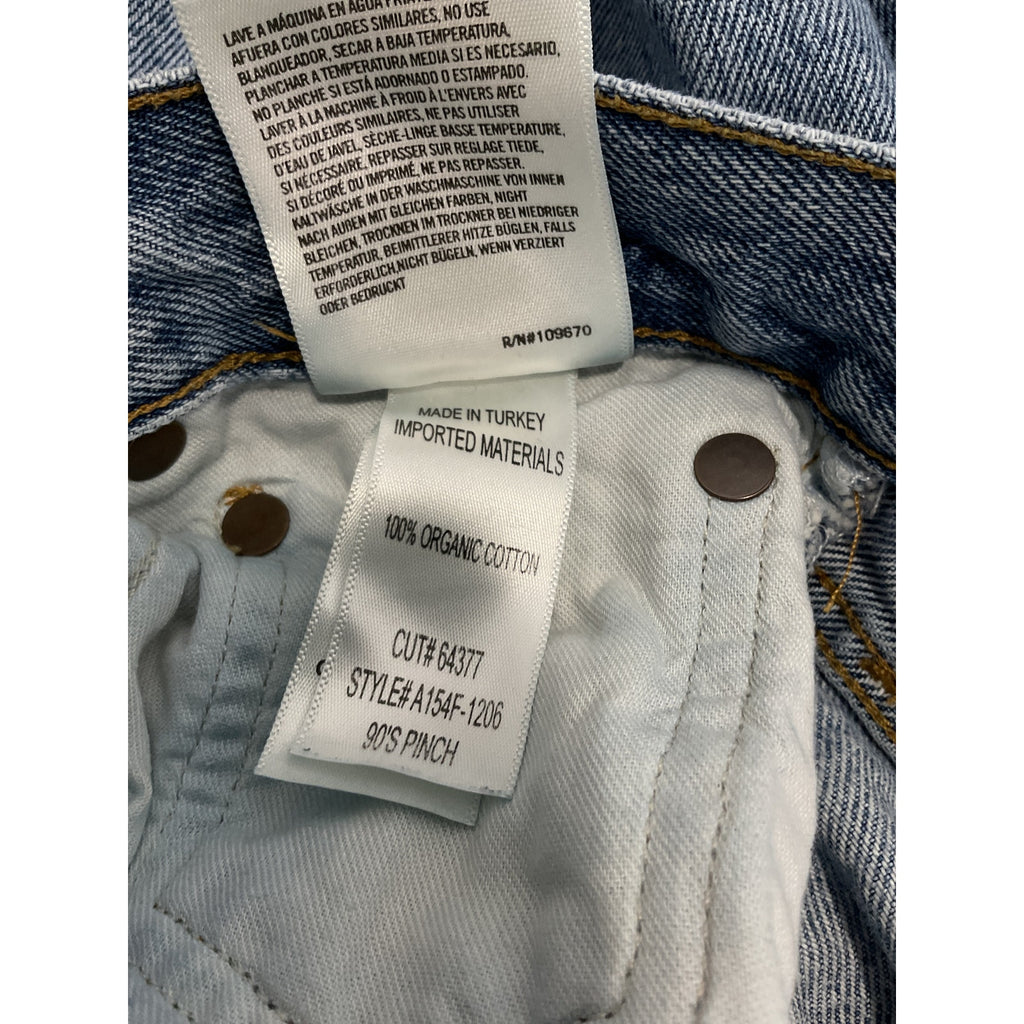 LAVE A MÁQUINA EN AGUA
AFUERA CON COLORES SIMILARES, NO USE
BLANQUEADOR, SECAR A BAJA TEMPERATURA,
PLANCHAR A TEMPERATURA MEDIA SI ES NECESARIO,
NO PLANCHE SI ESTÁ ADORNADO O ESTAMPADO.
LAVER À LA MACHINE À FROID À L'ENVERS AVEC
DES COULEURS SIMILAIRES, NE PAS UTILISER
D'EAU DE JAVEL, SÈCHE-LINGE BASSE TEMPERATURE,
SI NÉCESSAIRE, REPASSER SUR REGLAGE TIEDE,
SI DÉCORÉ OU IMPRIMÉ, NE PAS REPASSER.
KALTWÄSCHE IN DER WASCHMASCHINE VON INNEN
NACH AUßEN MIT GLEICHEN FARBEN, NIGHT
BLEICHEN, TROCKNEN IM TROCKNER BEI NIEDRIGER
TEMPERATUR, BEIMITTLERER HITZE BÜGLEN, FALLS
ERFORDERLICH,NICHT BÜGELN, WENN VERZIERT
ODER BEDRUCKT
R/N#109670
MADE IN TURKEY
IMPORTED MATERIALS
100% ORGANIC COTTON
CUT# 64377
STYLE# A154F-1206
90'S PINCH